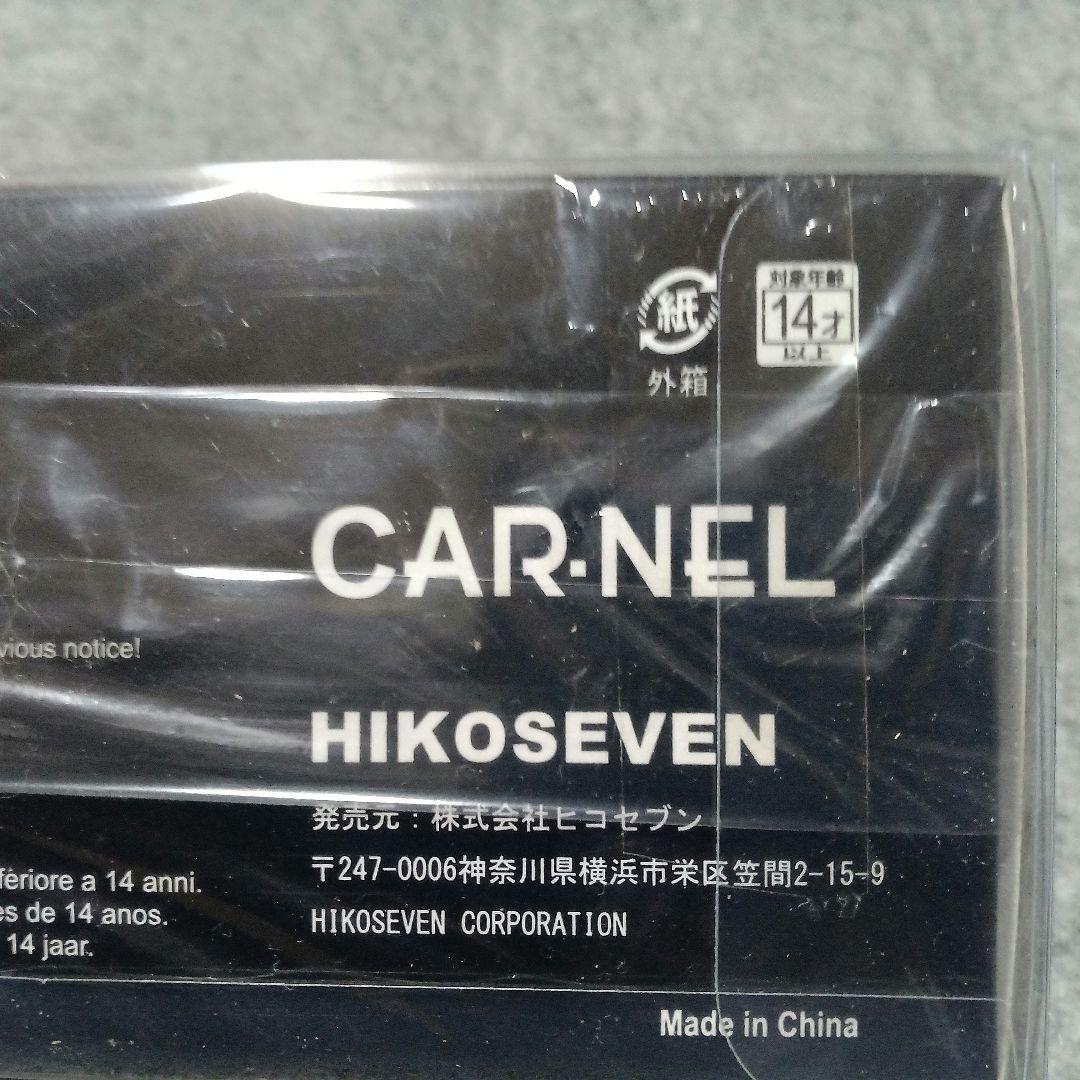 紙
外箱
対象年齢
14才
以上
CAR·NEL
vious notice!
HIKOSEVEN
発売元：株式会社ヒコセブン
〒247-0006神奈川県横浜市栄区笠間2-15-9
HIKOSEVEN CORPORATION
feriore a 14 anni.
es de 14 anos.
14 jaar.
Made in China